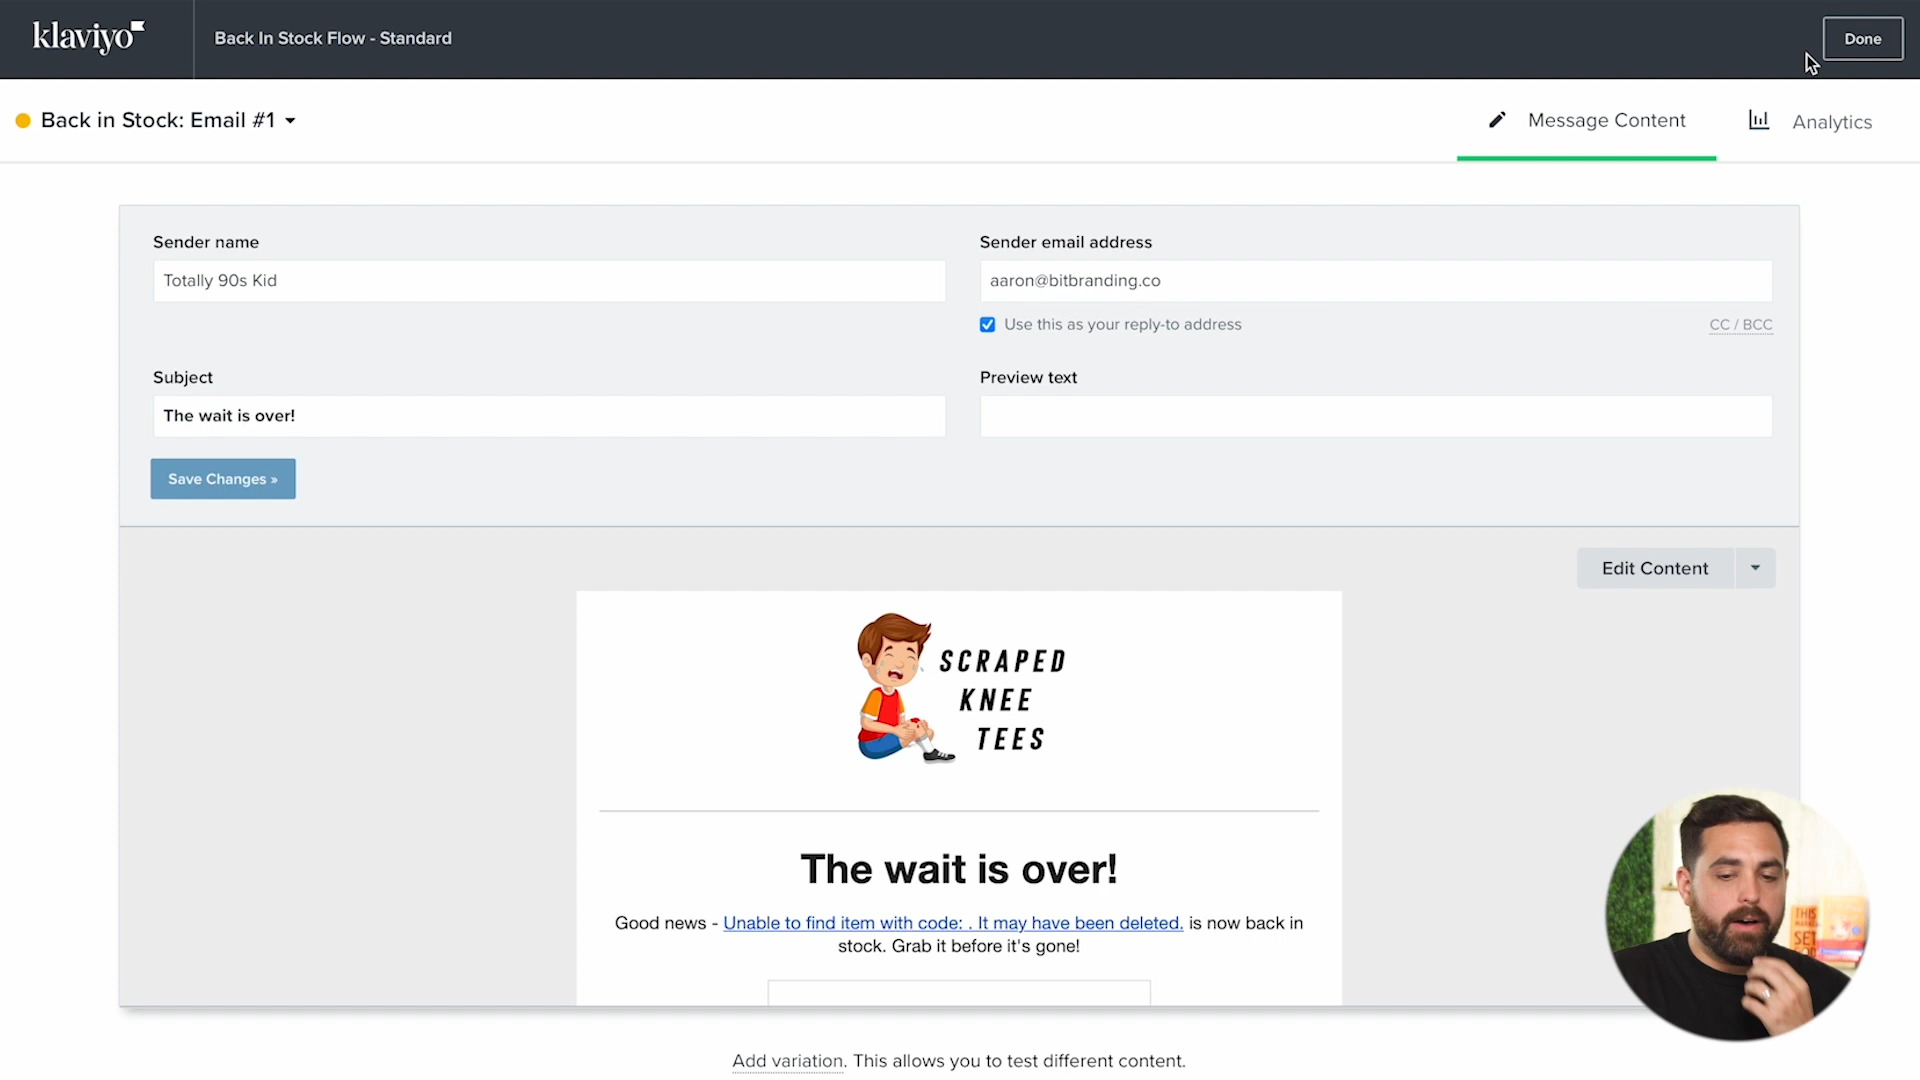 klaviyo
Back In Stock Flow - Standard
Done
Back in Stock: Email #1
Message Content
Analytics
Sender name
Sender email address
Totally 90s Kid
aaron@bitbranding.co
Use this as your reply-to address
CC / BCC
Subject
Preview text
The wait is over!
Save Changes »
Edit Content
SCRAPED
KNEE
TEES
The wait is over!
Good news - Unable to find item with code: . It may have been deleted. is now back in
stock. Grab it before it's gone!
THIS
SET
Add variation. This allows you to test different content.